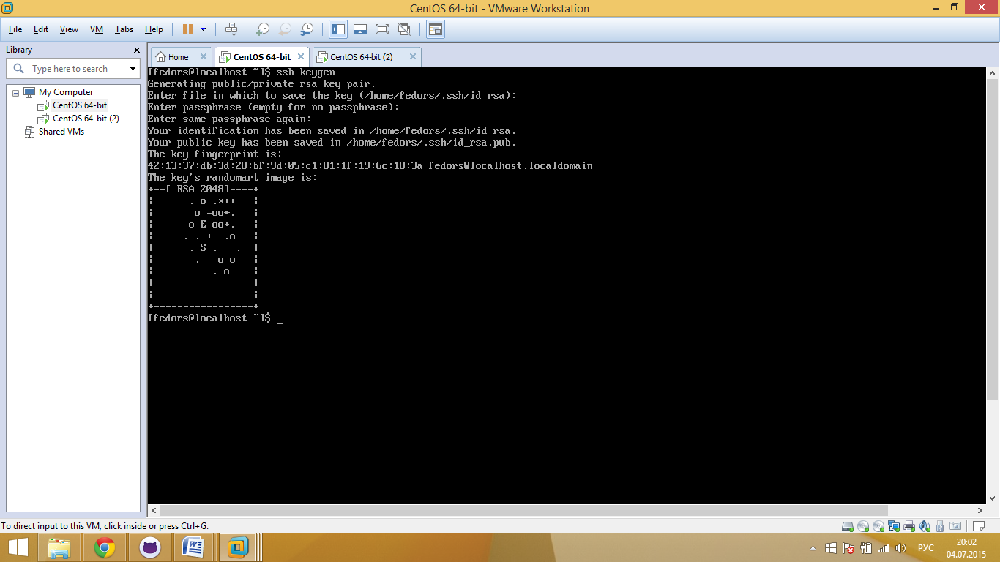 CentOS 64-bit - VMware Workstation
File Edit View VM Tabs Help
Library
Type here to search
My Computer
CentOS 64-bit
CentOS 64-bit (2)
Shared VMs
Home CentOS 64-bit CentOS 64-bit (2)
[fedors@localhost ~]$ ssh-keygen
Generating public/private rsa key pair.
Enter file in which to save the key (/home/fedors/.ssh/id_rsa):
Enter passphrase (empty for no passphrase):
Enter same passphrase again:
Your identification has been saved in /home/fedors/.ssh/id_rsa.
Your public key has been saved in /home/fedors/.ssh/id_rsa.pub.
The key fingerprint is:
42:13:37:db:3d:28:bf:9d:05:c1:81:1f:19:6c:18:3a fedors@localhost.localdomain
The key's randomart image is:
+--[ RSA 2048]----+
|      . o .*++   |
|       o =oo*.   |
|      o E oo+.   |
|     . . +  .o   |
|      . S .   .  |
|       .   o o   |
|          . o    |
|                 |
|                 |
+-----------------+
[fedors@localhost ~]$ _
To direct input to this VM, click inside or press Ctrl+G.
РУС
20:02
04.07.2015